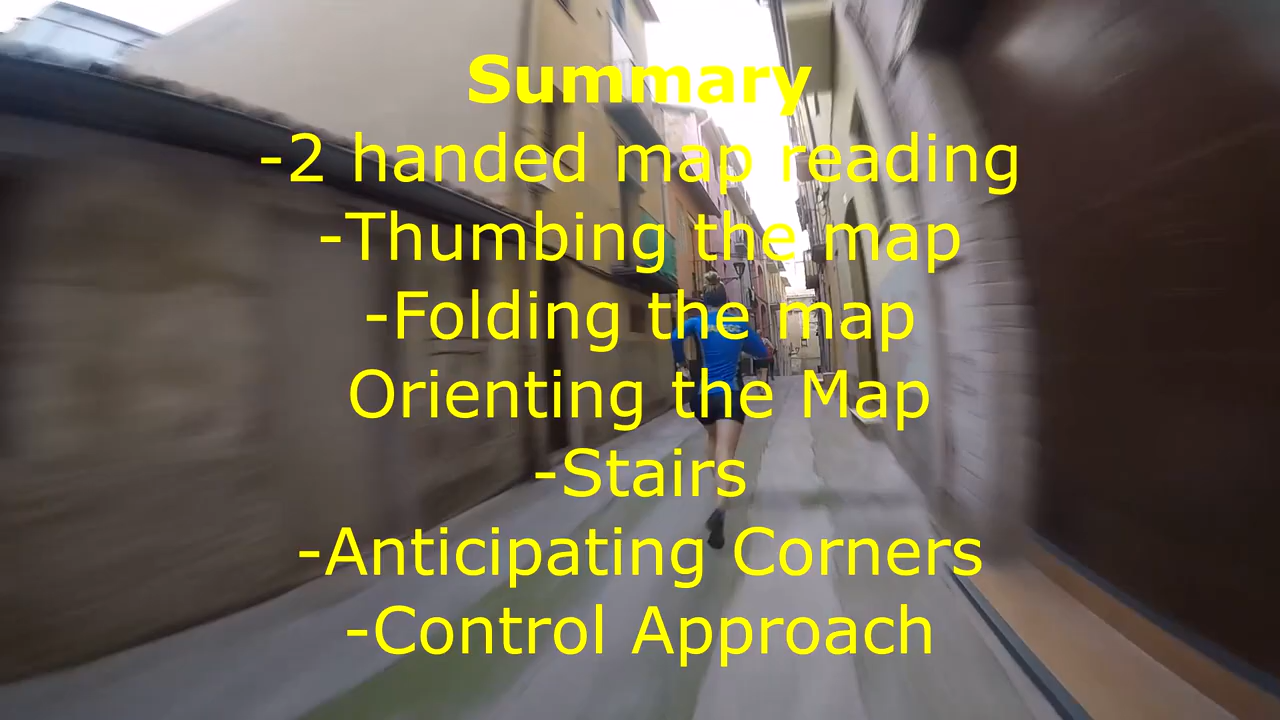 Summary
-2 handed map reading
-Thumbing the map
-Folding the map
Orienting the Map
-Stairs
-Anticipating Corners
-Control Approach